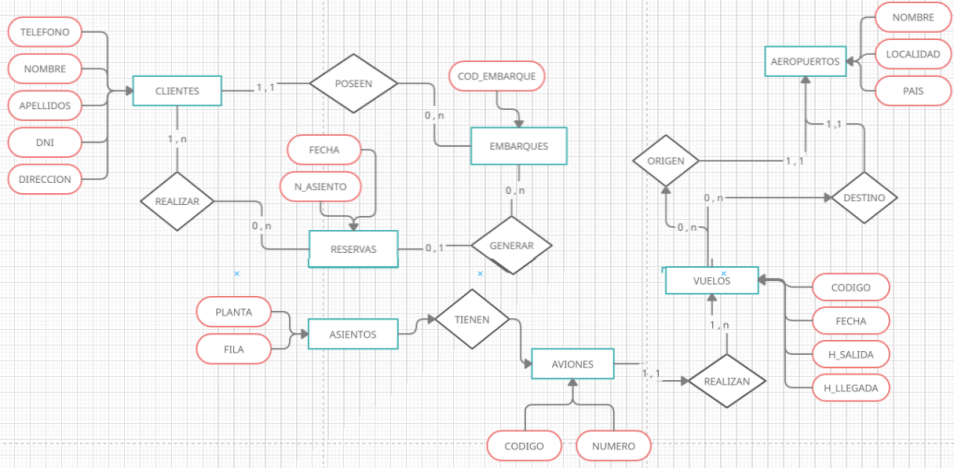 TELEFONO
NOMBRE
APELLIDOS
DNI
DIRECCION
CLIENTES
1,1
POSEEN
0,n
COD_EMBARQUE
EMBARQUES
1,n
REALIZAR
0,n
FECHA
N_ASIENTO
RESERVAS
0,1
GENERAR
0,n
PLANTA
FILA
ASIENTOS
TIENEN
AVIONES
CODIGO
NUMERO
1,1
REALIZAN
1,n
VUELOS
CODIGO
FECHA
H_SALIDA
H_LLEGADA
0,n
ORIGEN
1,1
0,n
DESTINO
1,1
AEROPUERTOS
NOMBRE
LOCALIDAD
PAIS